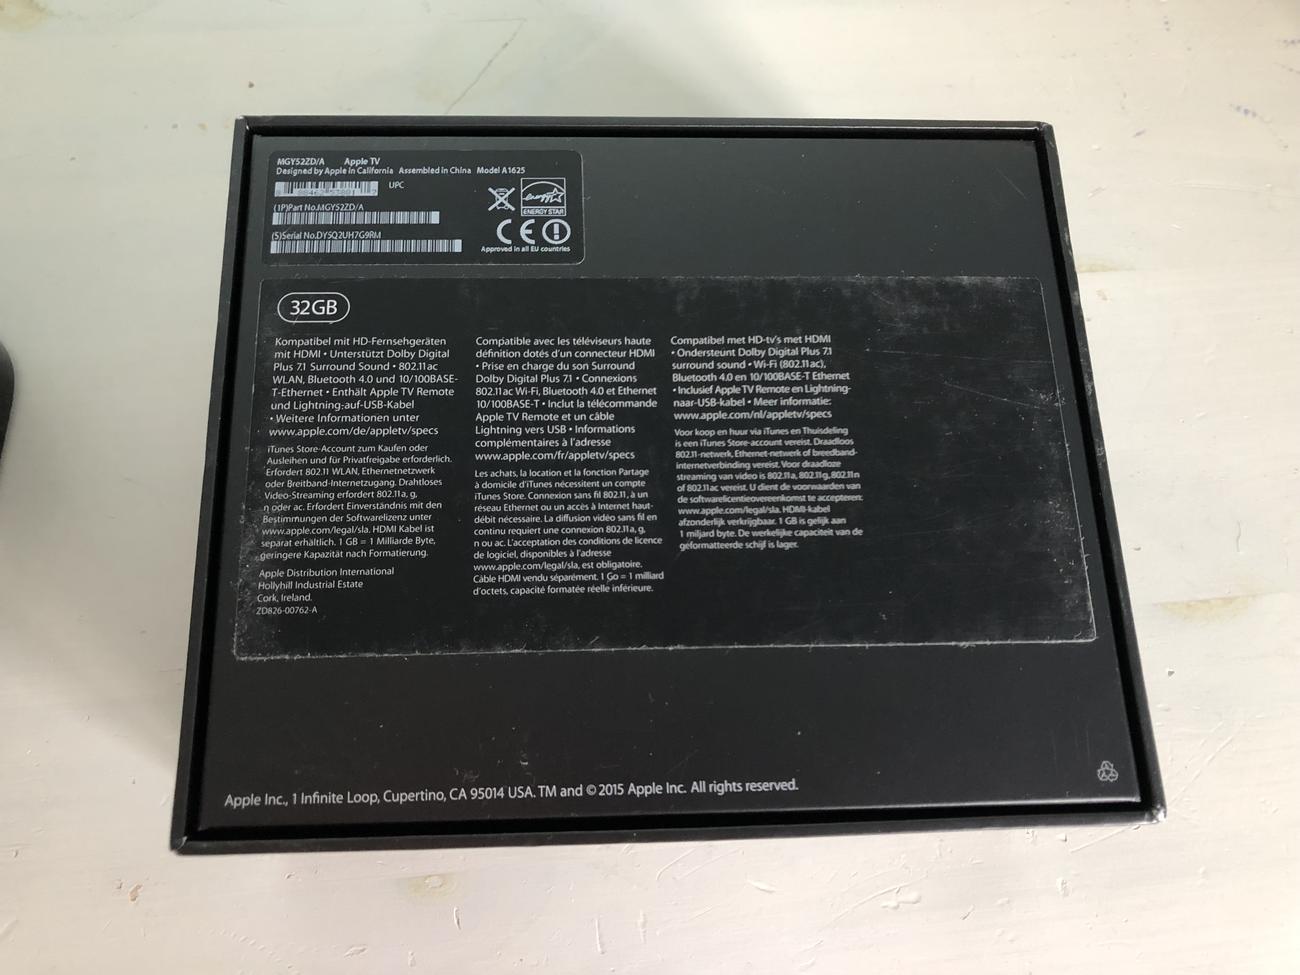 MGY52ZD/A Apple TV
Designed by Apple in California Assembled in China Model A1625
UPC
(1P)Part No.MGY52ZD/A
(S)Serial No.DY5Q2UH7G9RM
ENERGY STAR
CE
Approved in all EU countries
32GB
Kompatibel mit HD-Fernsehgeräten
mit HDMI • Unterstützt Dolby Digital
Plus 7.1 Surround Sound • 802.11ac
WLAN, Bluetooth 4.0 und 10/100BASE-
T-Ethernet • Enthält Apple TV Remote
und Lightning-auf-USB-Kabel
• Weitere Informationen unter
www.apple.com/de/appletv/specs
iTunes Store-Account zum Kaufen oder
Ausleihen und für Privatfreigabe erforderlich.
Erfordert 802.11 WLAN, Ethernetnetzwerk
oder Breitband-Internetzugang. Drahtloses
Video-Streaming erfordert 802.11a, g,
n oder ac. Erfordert Einverständnis mit den
Bestimmungen der Softwarelizenz unter
www.apple.com/legal/sla. HDMI Kabel ist
separat erhältlich. 1 GB = 1 Milliarde Byte,
geringere Kapazität nach Formatierung.
Apple Distribution International
Hollyhill Industrial Estate
Cork, Ireland.
ZD826-00762-A
Compatible avec les téléviseurs haute
définition dotés d'un connecteur HDMI
• Prise en charge du son Surround
Dolby Digital Plus 7.1 • Connexions
802.11ac Wi-Fi, Bluetooth 4.0 et Ethernet
10/100BASE-T • Inclut la télécommande
Apple TV Remote et un câble
Lightning vers USB • Informations
complémentaires à l'adresse
www.apple.com/fr/appletv/specs
Les achats, la location et la fonction Partage
à domicile d'iTunes nécessitent un compte
iTunes Store. Connexion sans fil 802.11, à un
réseau Ethernet ou un accès à Internet haut-
débit nécessaire. La diffusion vidéo sans fil en
continu requiert une connexion 802.11a, g,
n ou ac. L'acceptation des conditions de licence
de logiciel, disponibles à l'adresse
www.apple.com/legal/sla, est obligatoire.
Câble HDMI vendu séparément. 1 Go = 1 milliard
d'octets, capacité formatée réelle inférieure.
Compatibel met HD-tv's met HDMI
• Ondersteunt Dolby Digital Plus 7.1
surround sound • Wi-Fi (802.11ac),
Bluetooth 4.0 en 10/100BASE-T Ethernet
• Inclusief Apple TV Remote en Lightning-
naar-USB-kabel • Meer informatie:
www.apple.com/nl/appletv/specs
Voor koop en huur via iTunes en Thuisdeling
is een iTunes Store-account vereist. Draadloos
802.11-netwerk, Ethernet-netwerk of breedband-
internetverbinding vereist. Voor draadloze
streaming van video is 802.11a, 802.11g, 802.11n
of 802.11ac vereist. U dient de voorwaarden van
de softwarelicentieovereenkomst te accepteren:
www.apple.com/legal/sla. HDMI-kabel
afzonderlijk verkrijgbaar. 1 GB is gelijk aan
1 miljard byte. De werkelijke capaciteit van de
geformatteerde schijf is lager.
Apple Inc., 1 Infinite Loop, Cupertino, CA 95014 USA. TM and © 2015 Apple Inc. All rights reserved.